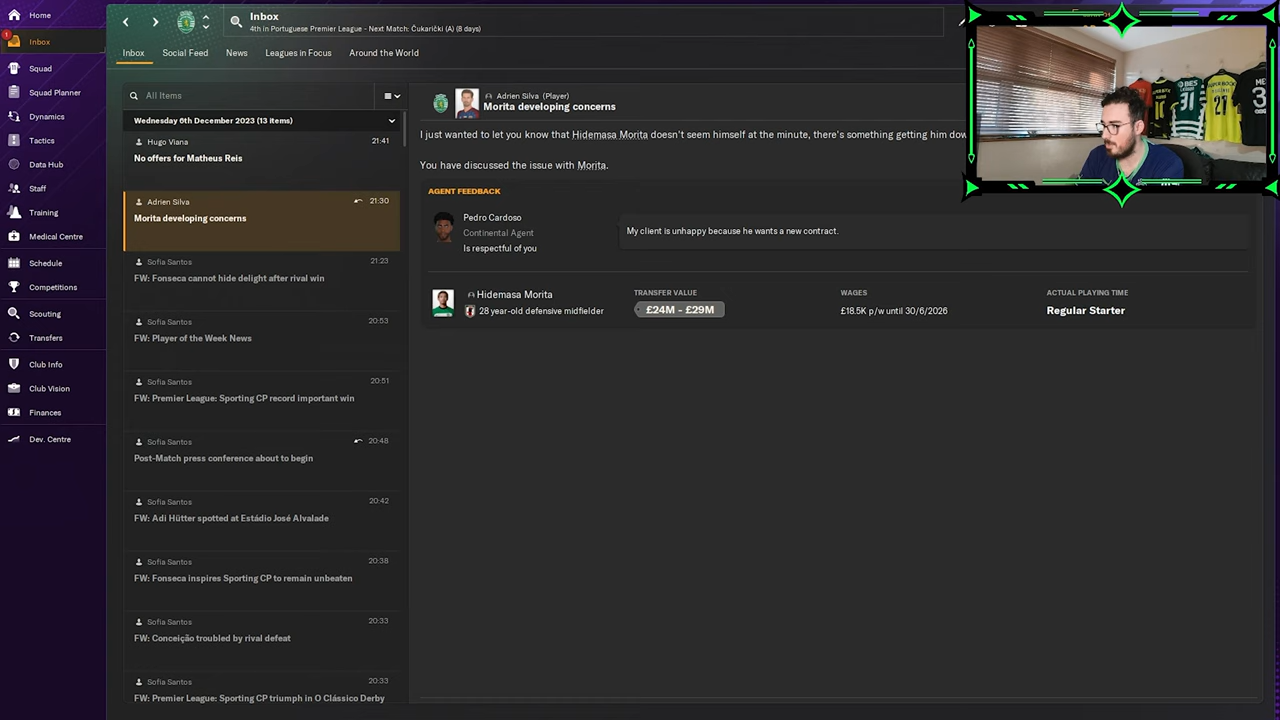 Home
1
Inbox
Squad
Squad Planner
Dynamics
Tactics
Data Hub
Staff
Training
Medical Centre
Schedule
Competitions
Scouting
Transfers
Club Info
Club Vision
Finances
Dev. Centre
Inbox
4th in Portuguese Premier League - Next Match: Čukarički (A) (8 days)
Inbox
Social Feed
News
Leagues in Focus
Around the World
All Items
Wednesday 6th December 2023 (13 items)
Hugo Viana 21:41
No offers for Matheus Reis
Adrien Silva 21:30
Morita developing concerns
Sofia Santos 21:23
FW: Fonseca cannot hide delight after rival win
Sofia Santos 20:53
FW: Player of the Week News
Sofia Santos 20:51
FW: Premier League: Sporting CP record important win
Sofia Santos 20:48
Post-Match press conference about to begin
Sofia Santos 20:42
FW: Adi Hütter spotted at Estádio José Alvalade
Sofia Santos 20:38
FW: Fonseca inspires Sporting CP to remain unbeaten
Sofia Santos 20:33
FW: Conceição troubled by rival defeat
Sofia Santos 20:33
FW: Premier League: Sporting CP triumph in O Clássico Derby
Adrien Silva (Player)
Morita developing concerns
I just wanted to let you know that Hidemasa Morita doesn't seem himself at the minute, there's something getting him dow
You have discussed the issue with Morita.
AGENT FEEDBACK
Pedro Cardoso
Continental Agent
Is respectful of you
My client is unhappy because he wants a new contract.
Hidemasa Morita
28 year-old defensive midfielder
TRANSFER VALUE
£24M - £29M
WAGES
£18.5K p/w until 30/6/2026
ACTUAL PLAYING TIME
Regular Starter
31
21
3